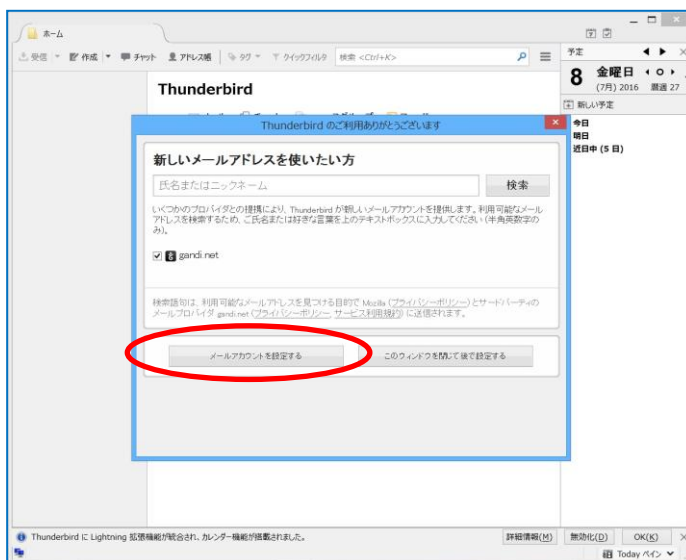 ホーム
受信 作成 チャット アドレス帳 タグ クイックフィルタ 検索 <Ctrl+K>
予定
8 金曜日
(7月) 2016 暦週 27
新しい予定
今日
明日
近日中 (5 日)
Thunderbird
Thunderbird のご利用ありがとうございます
新しいメールアドレスを使いたい方
氏名またはニックネーム 検索
いくつかのプロバイダとの提携により、Thunderbird が新しいメールアカウントを提供します。利用可能なメール
アドレスを検索するため、ご氏名または好きな言葉を上のテキストボックスに入力してください (半角英数字の
み)。
gandi.net
検索語句は、利用可能なメールアドレスを見つける目的で Mozilla (プライバシーポリシー) とサードパーティの
メールプロバイダ gandi.net (プライバシーポリシー, サービス利用規約) に送信されます。
メールアカウントを設定する このウィンドウを閉じて後で設定する
Thunderbird に Lightning 拡張機能が統合され、カレンダー機能が搭載されました。 詳細情報(M) 無効化(D) OK(K)
Today ペイン